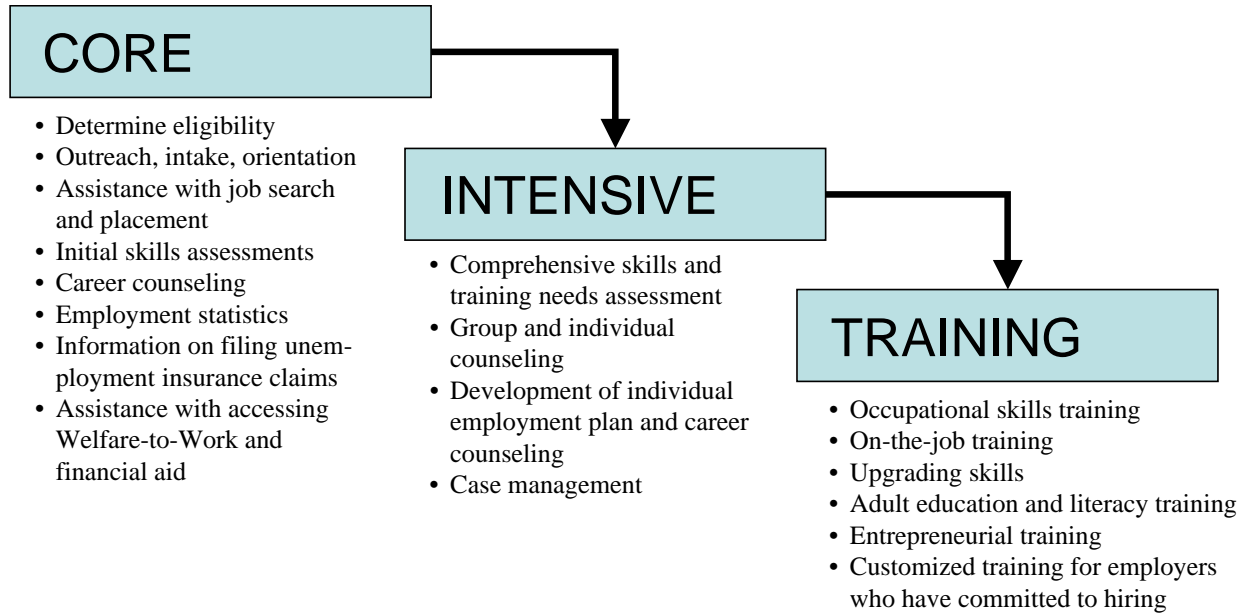 CORE
• Determine eligibility
• Outreach, intake, orientation
• Assistance with job search
and placement
• Initial skills assessments
• Career counseling
• Employment statistics
• Information on filing unem-
ployment insurance claims
• Assistance with accessing
Welfare-to-Work and
financial aid
INTENSIVE
• Comprehensive skills and
training needs assessment
• Group and individual
counseling
• Development of individual
employment plan and career
counseling
• Case management
TRAINING
• Occupational skills training
• On-the-job training
• Upgrading skills
• Adult education and literacy training
• Entrepreneurial training
• Customized training for employers
who have committed to hiring